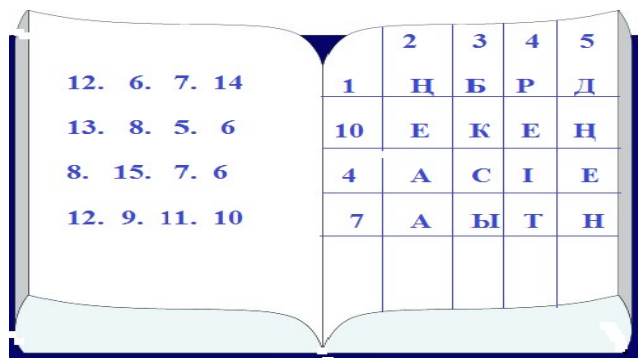 12. 6. 7. 14
13. 8. 5. 6
8. 15. 7. 6
12. 9. 11. 10
2 3 4 5
1 Ң Б Р Д
10 Е К Е Ң
4 А С І Е
7 А Ы Т Н